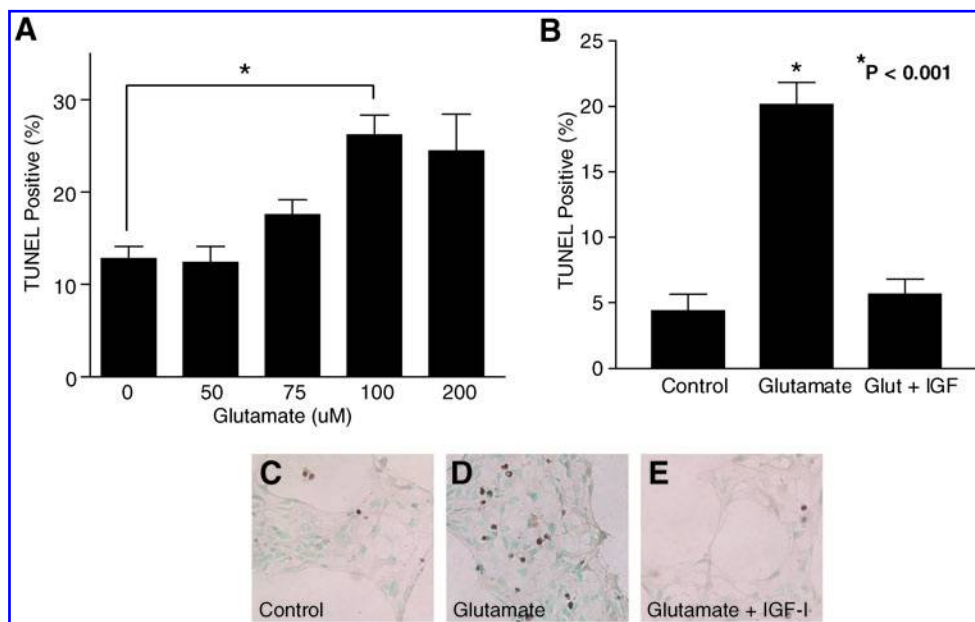 A
*
TUNEL Positive (%)
30
20
10
0
0 50 75 100 200
Glutamate (uM)
B
*P < 0.001
*
TUNEL Positive (%)
25
20
15
10
5
0
Control Glutamate Glut + IGF
C
Control
D
Glutamate
E
Glutamate + IGF-I